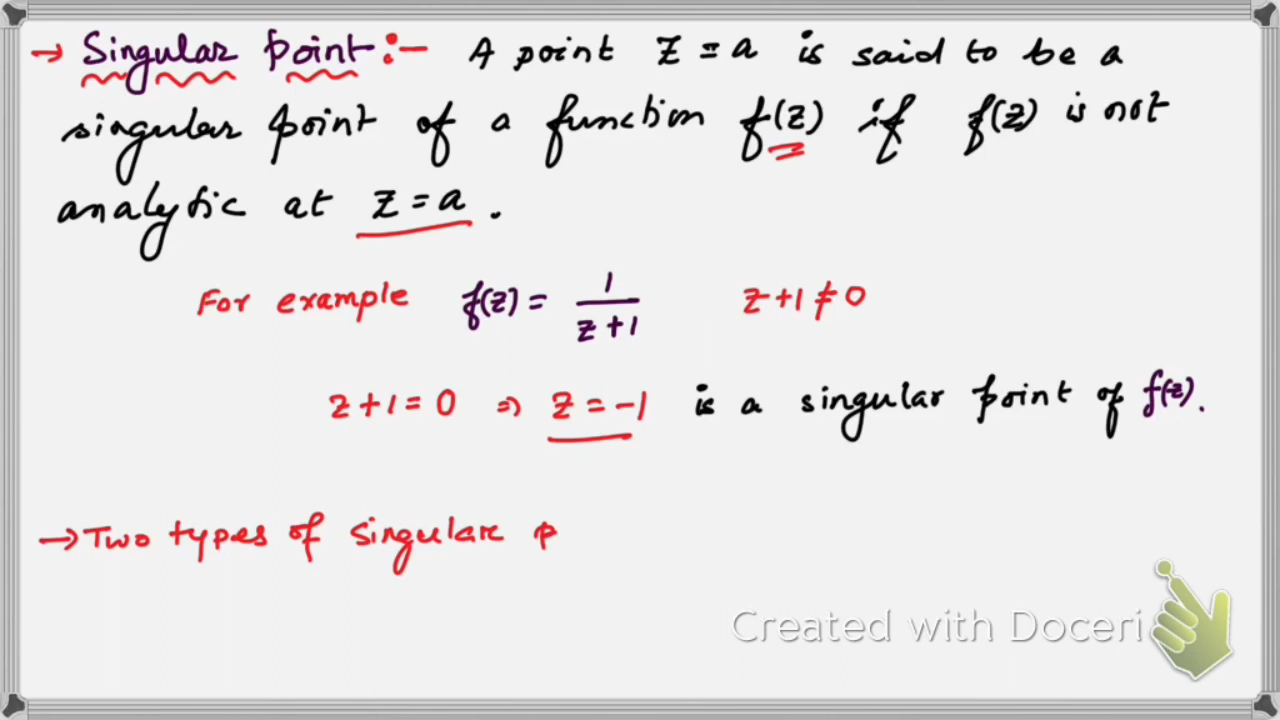 → Singular point :- A point z = a is said to be a
singular point of a function f(z) if f(z) is not
analytic at z = a .
For example f(z) = 1/(z+1) z+1 ≠ 0
z+1 = 0 ⇒ z = -1 is a singular point of f(z).
→ Two types of singular p
Created with Doceri